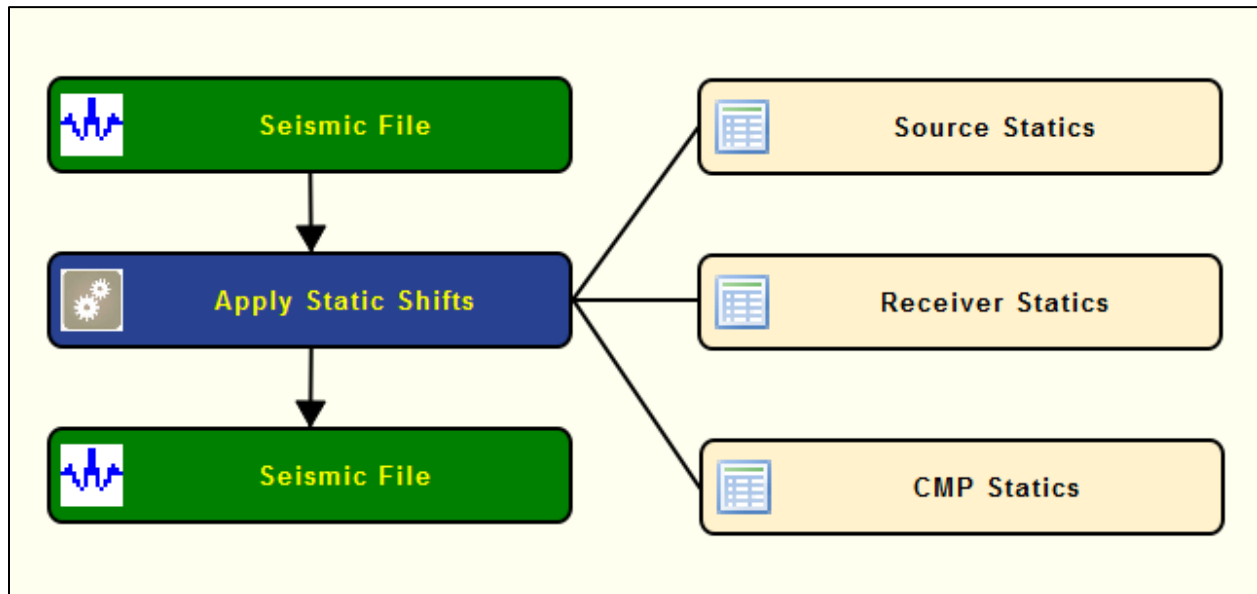 Seismic File
Source Statics
Apply Static Shifts
Receiver Statics
Seismic File
CMP Statics